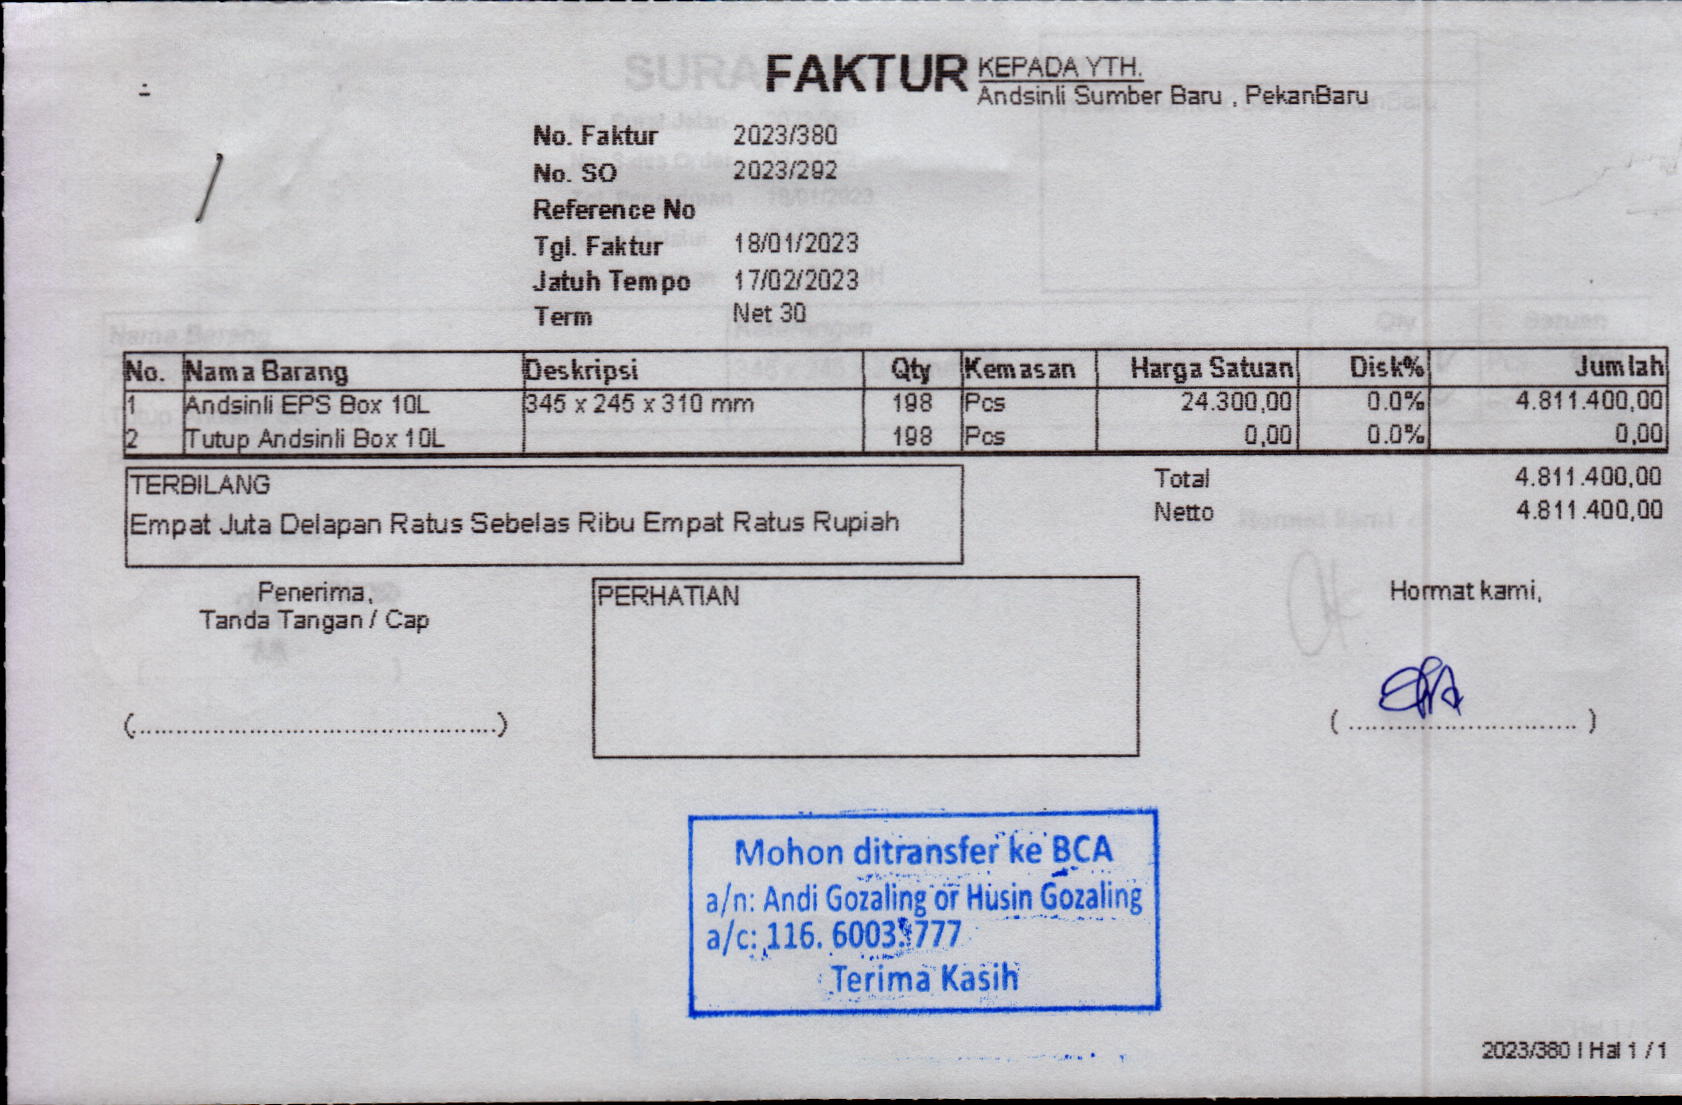 FAKTUR
KEPADA YTH.
Andsinli Sumber Baru , PekanBaru
No. Faktur 2023/380
No. SO 2023/292
Reference No
Tgl. Faktur 18/01/2023
Jatuh Tempo 17/02/2023
Term Net 30
No. Nama Barang Deskripsi Qty Kemasan Harga Satuan Disk% Jumlah
1 Andsinli EPS Box 10L 345 x 245 x 310 mm 198 Pcs 24.300,00 0.0% 4.811.400,00
2 Tutup Andsinli Box 10L 198 Pcs 0,00 0.0% 0,00
TERBILANG
Empat Juta Delapan Ratus Sebelas Ribu Empat Ratus Rupiah
Total 4.811.400,00
Netto 4.811.400,00
Penerima,
Tanda Tangan / Cap
(.................................................)
PERHATIAN
Hormat kami,
( ............................... )
Mohon ditransfer ke BCA
a/n: Andi Gozaling or Husin Gozaling
a/c: 116. 6003. 777
Terima Kasih
2023/380 | Hal 1 / 1